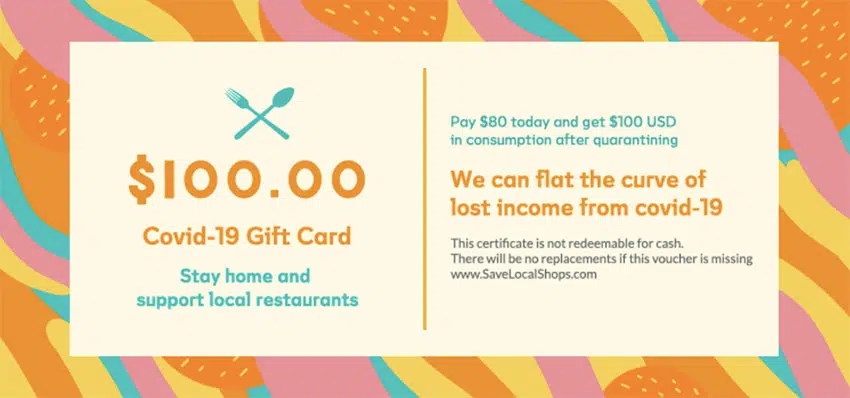 $100.00
Covid-19 Gift Card
Stay home and
support local restaurants
Pay $80 today and get $100 USD
in consumption after quarantining
We can flat the curve of
lost income from covid-19
This certificate is not redeemable for cash.
There will be no replacements if this voucher is missing
www.SaveLocalShops.com